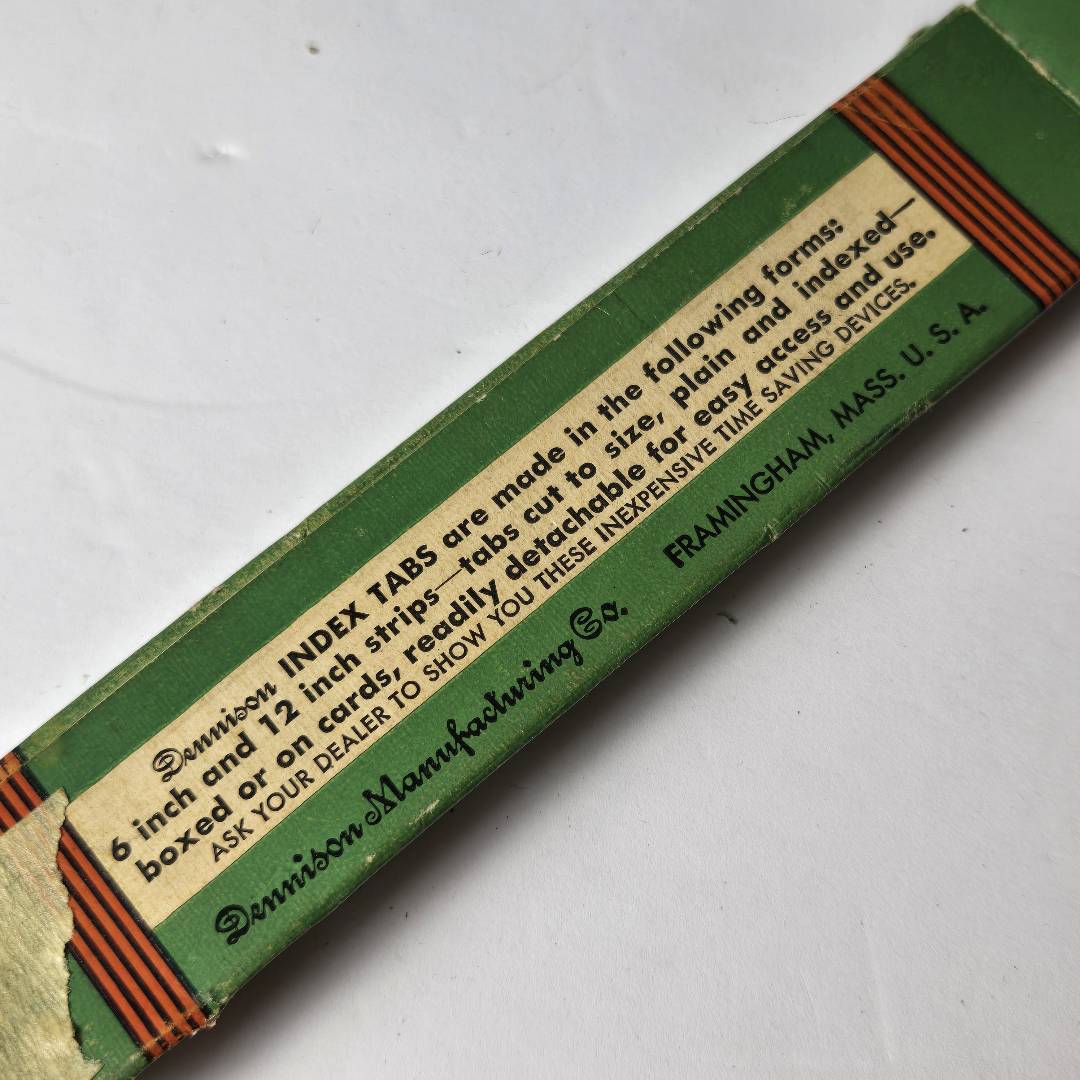 Dennison INDEX TABS are made in the following forms:
6 inch and 12 inch strips—tabs cut to size, plain and indexed—
boxed or on cards, readily detachable for easy access and use.
ASK YOUR DEALER TO SHOW YOU THESE INEXPENSIVE TIME SAVING DEVICES.
Dennison Manufacturing Co. FRAMINGHAM, MASS. U. S. A.